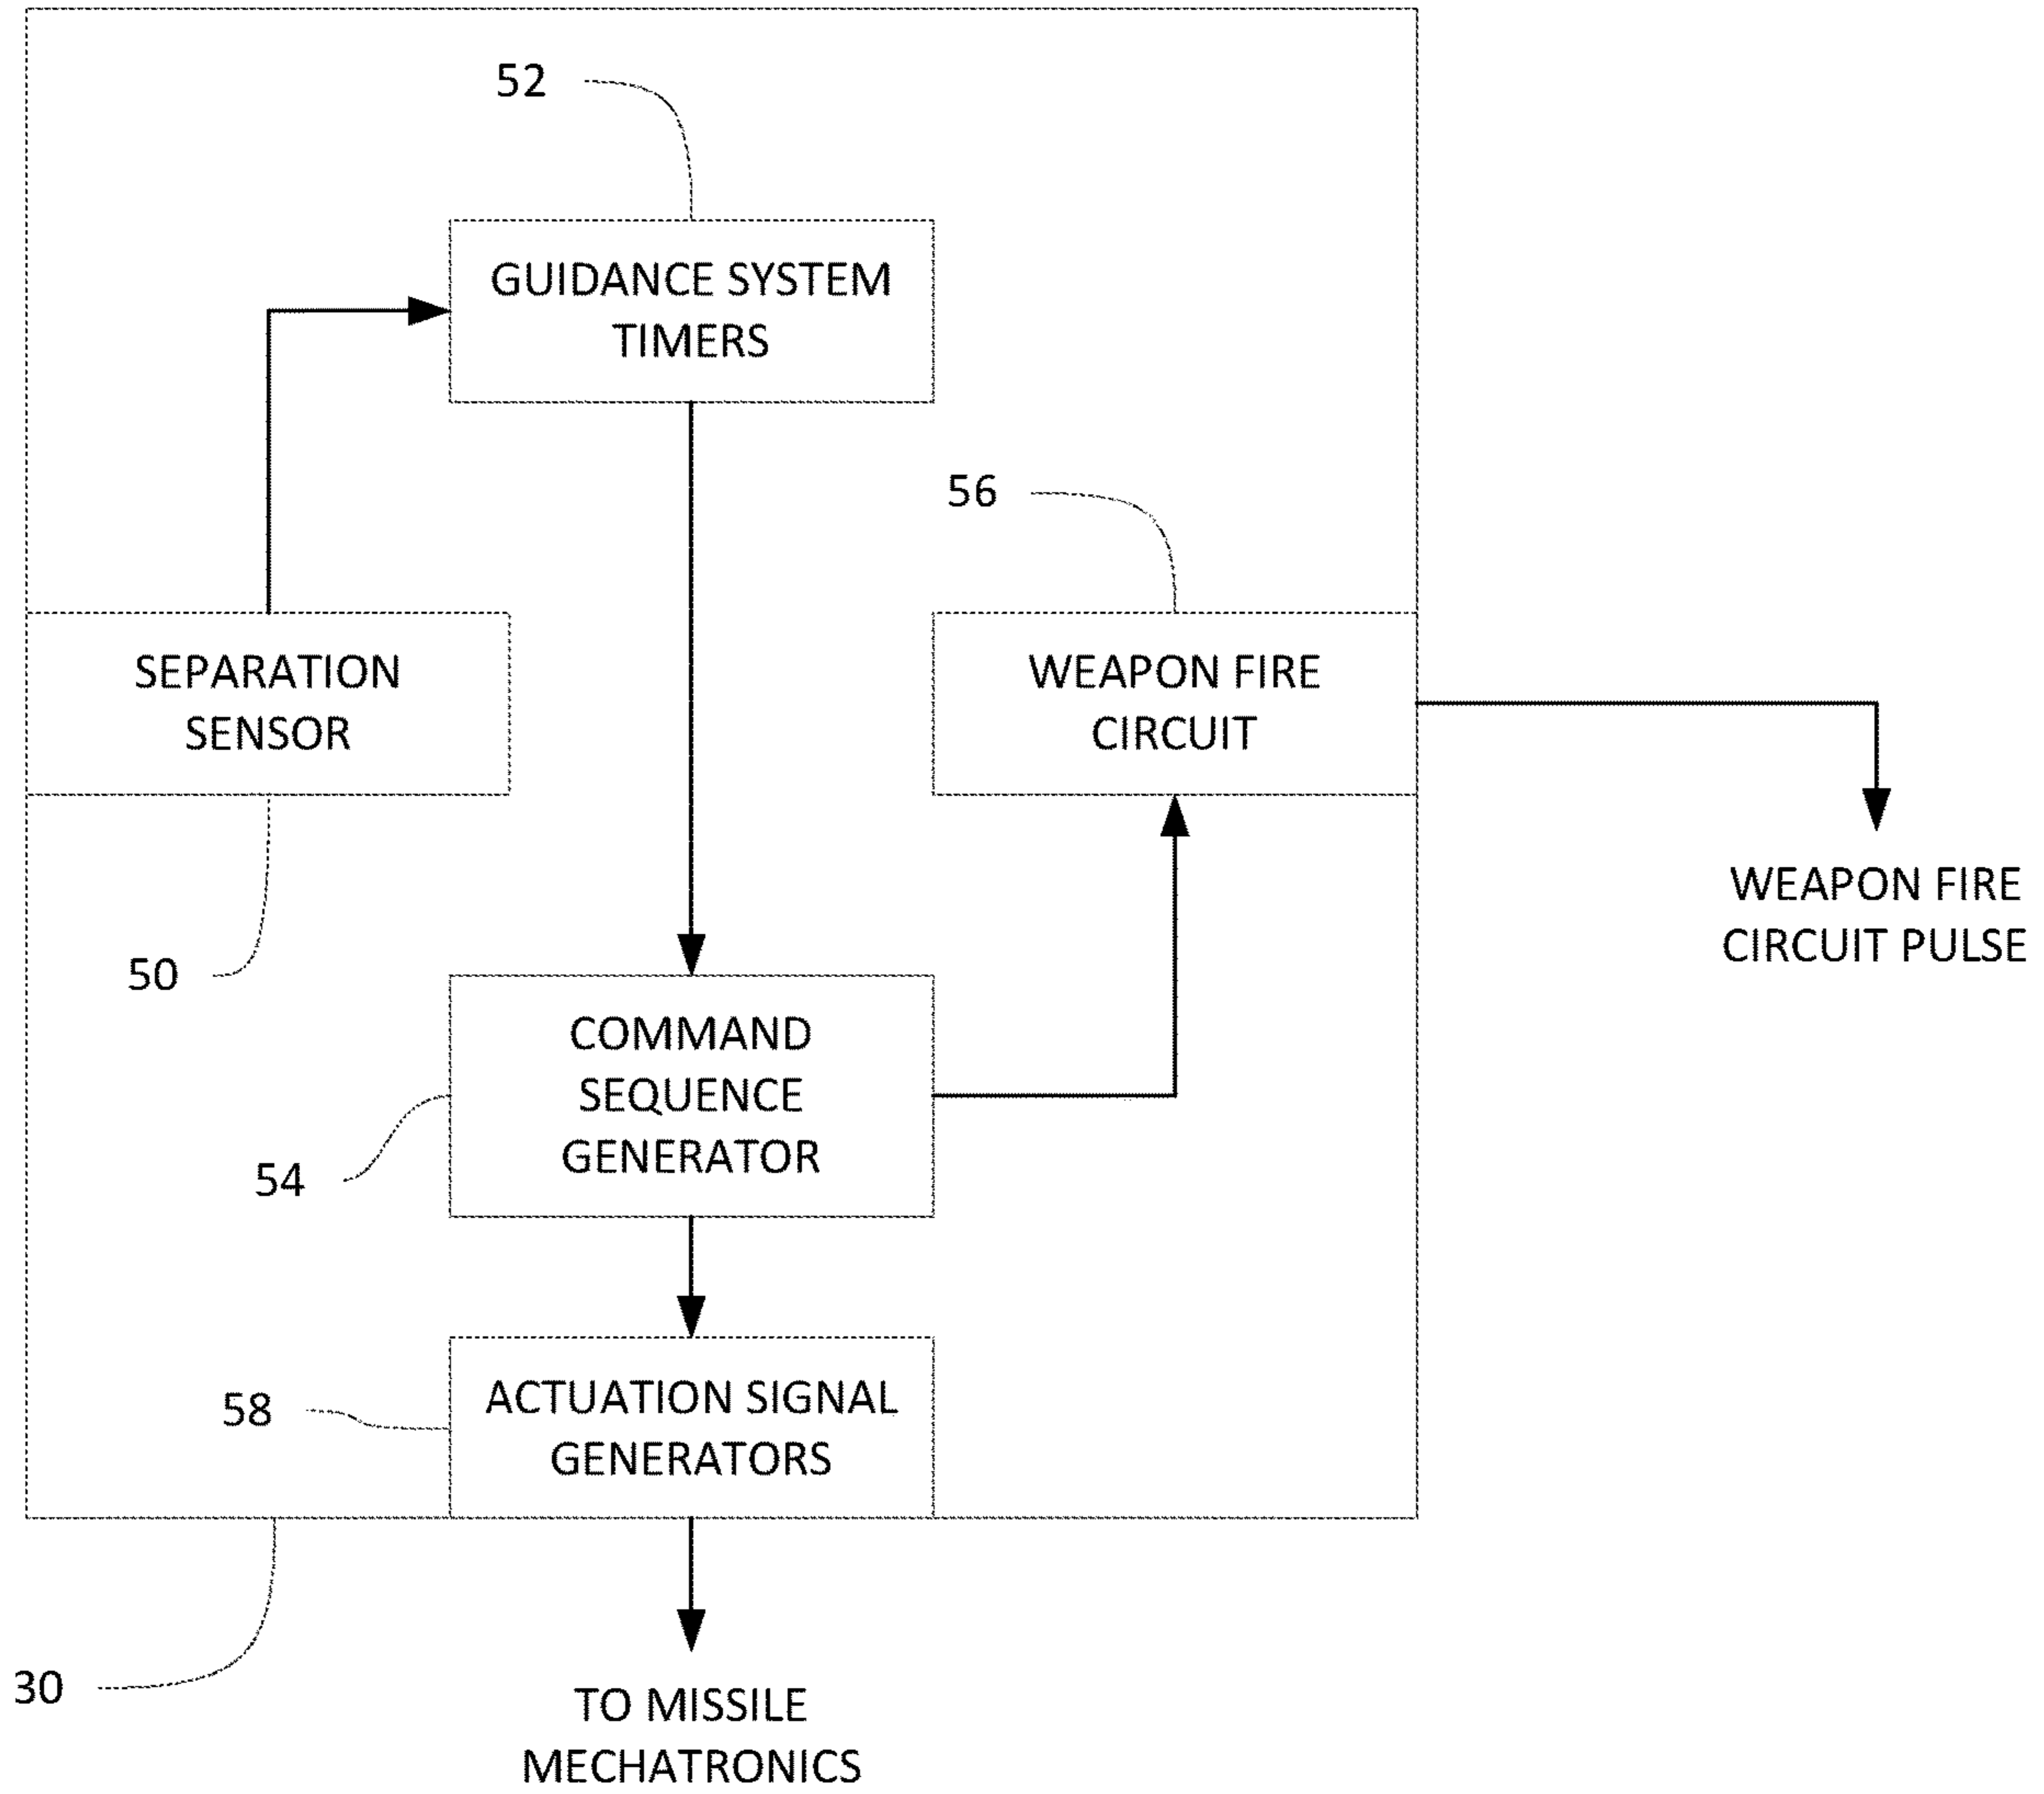 52
GUIDANCE SYSTEM
TIMERS
56
SEPARATION
SENSOR
WEAPON FIRE
CIRCUIT
WEAPON FIRE
CIRCUIT PULSE
50
COMMAND
SEQUENCE
GENERATOR
54
ACTUATION SIGNAL
GENERATORS
58
30
TO MISSILE
MECHATRONICS